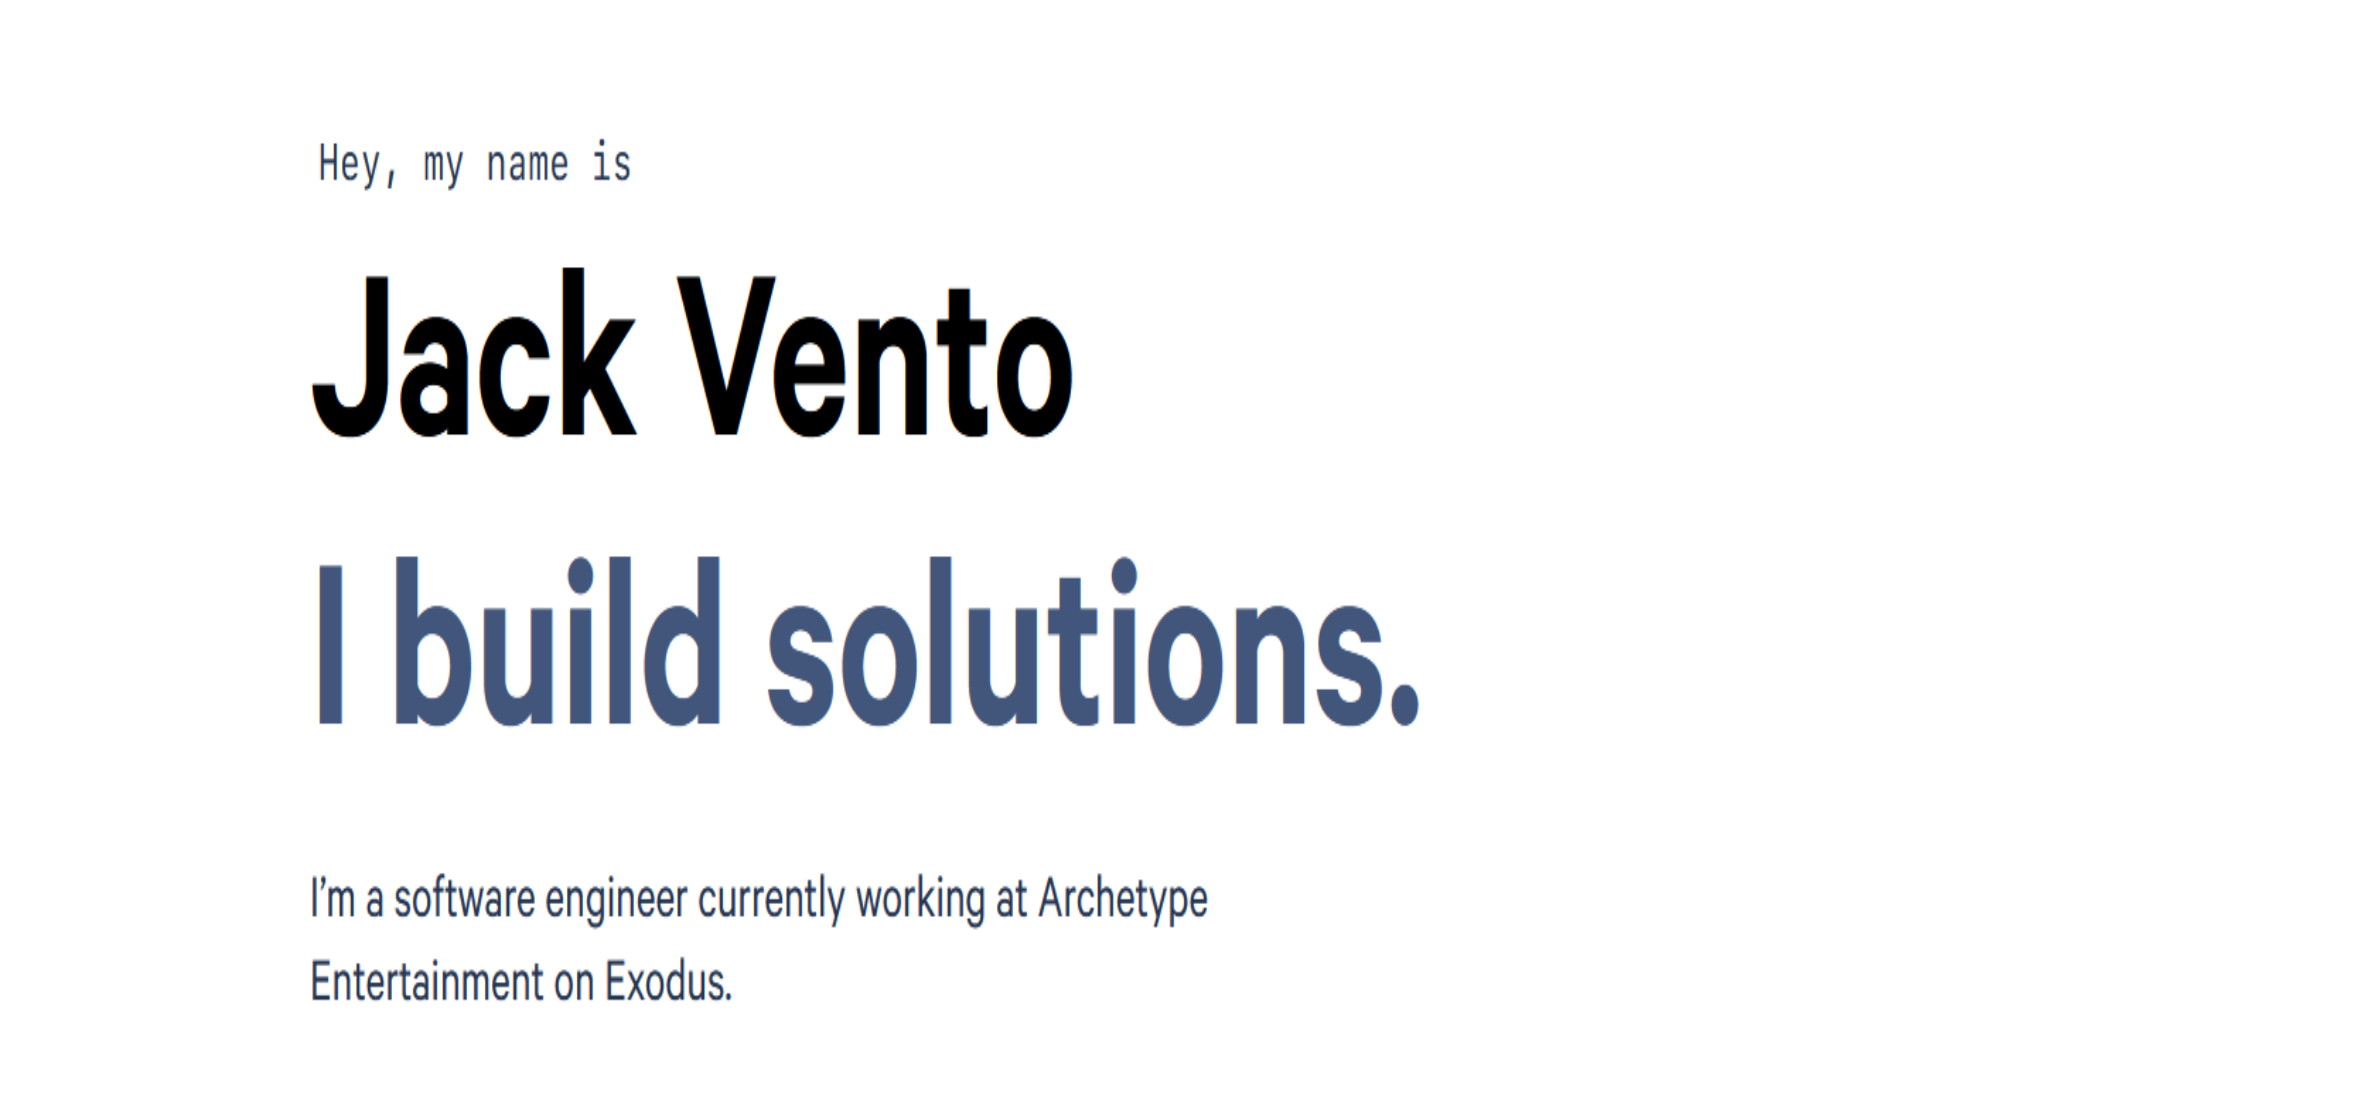 Hey, my name is
Jack Vento
I build solutions.
I’m a software engineer currently working at Archetype
Entertainment on Exodus.